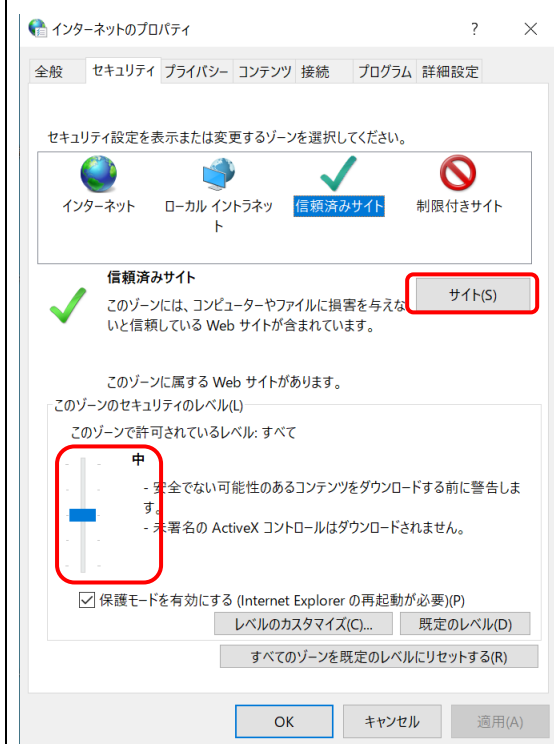 インターネットのプロパティ ? ×
全般 セキュリティ プライバシー コンテンツ 接続 プログラム 詳細設定
セキュリティ設定を表示または変更するゾーンを選択してください。
インターネット ローカル イントラネッ 信頼済みサイト 制限付きサイト
ト
信頼済みサイト
サイト(S)
このゾーンには、コンピューターやファイルに損害を与えな
いと信頼している Web サイトが含まれています。
このゾーンに属する Web サイトがあります。
このゾーンのセキュリティのレベル(L)
このゾーンで許可されているレベル: すべて
中
- 安全でない可能性のあるコンテンツをダウンロードする前に警告しま
す。
- 未署名の ActiveX コントロールはダウンロードされません。
保護モードを有効にする (Internet Explorer の再起動が必要)(P)
レベルのカスタマイズ(C)... 既定のレベル(D)
すべてのゾーンを既定のレベルにリセットする(R)
OK キャンセル 適用(A)